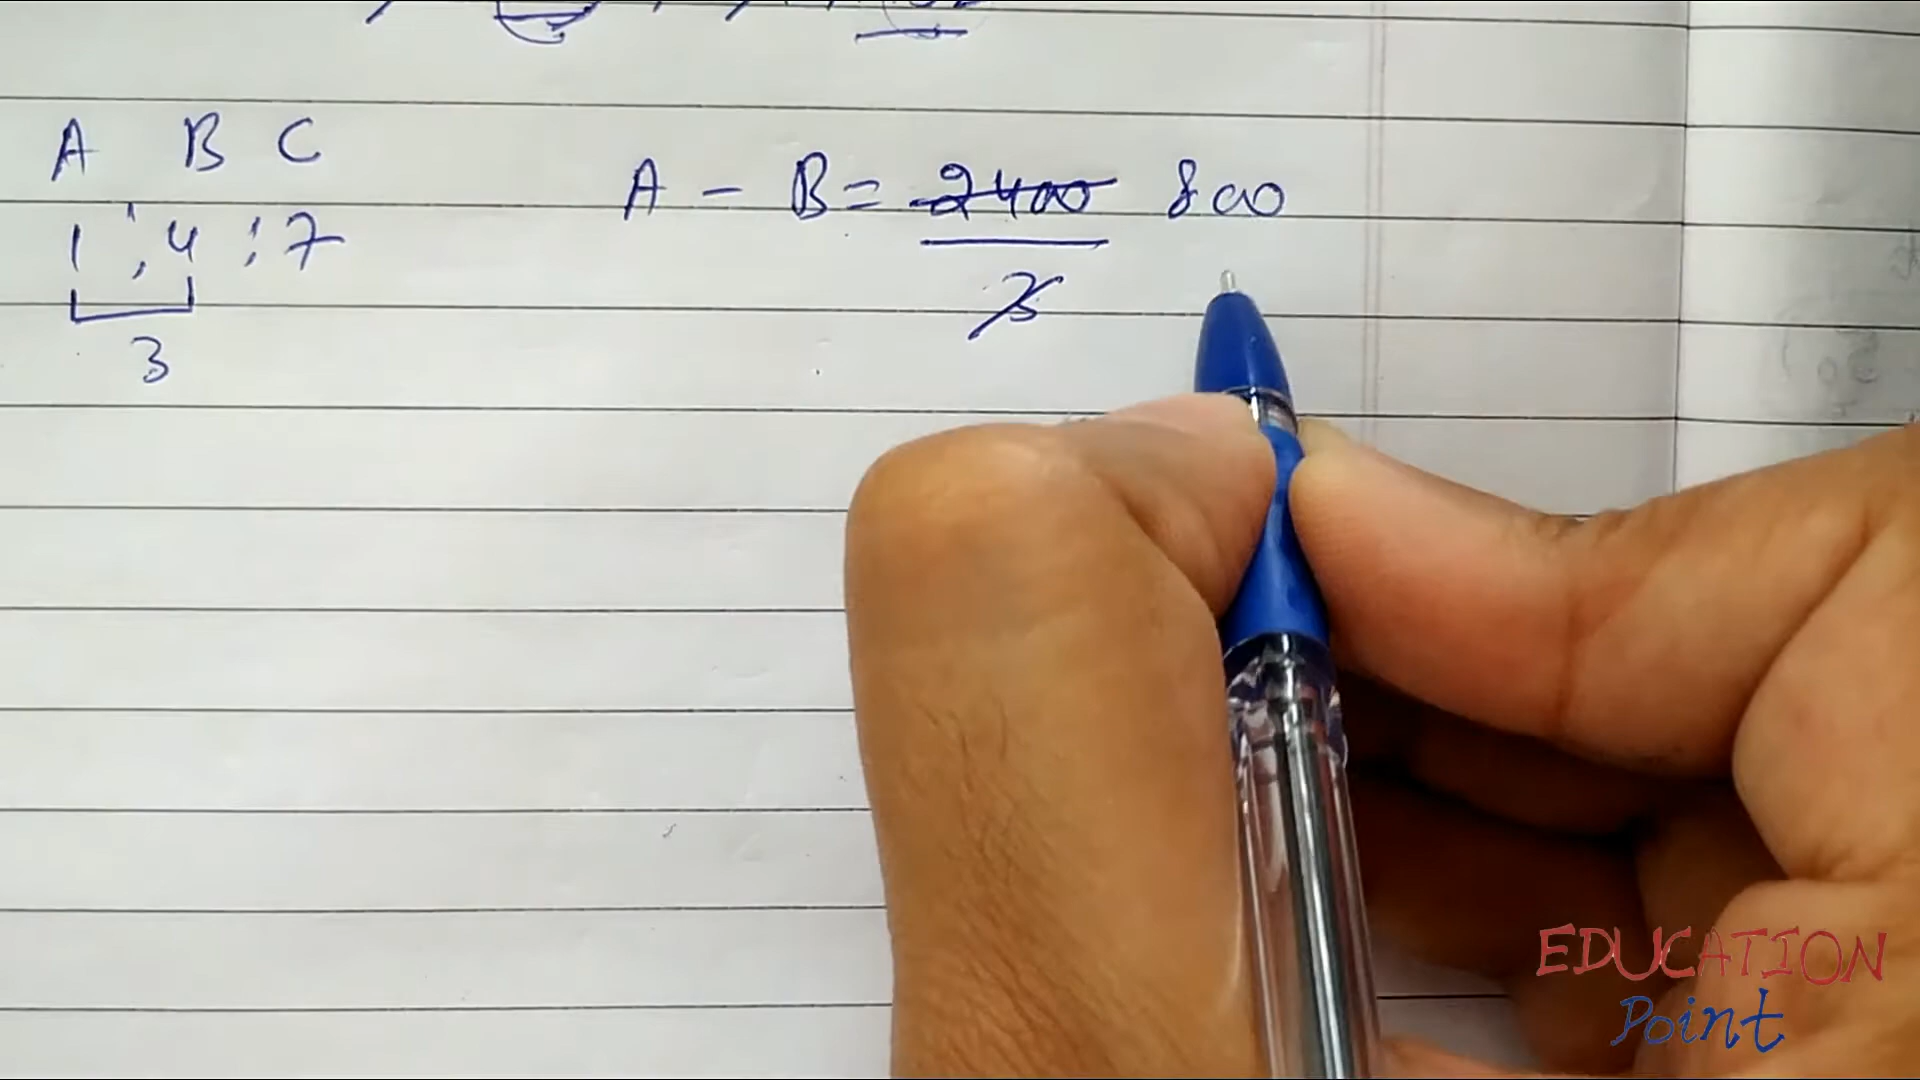 A B C
A - B = 2400 800
1 : 4 : 7
3
3
EDUCATION
Point